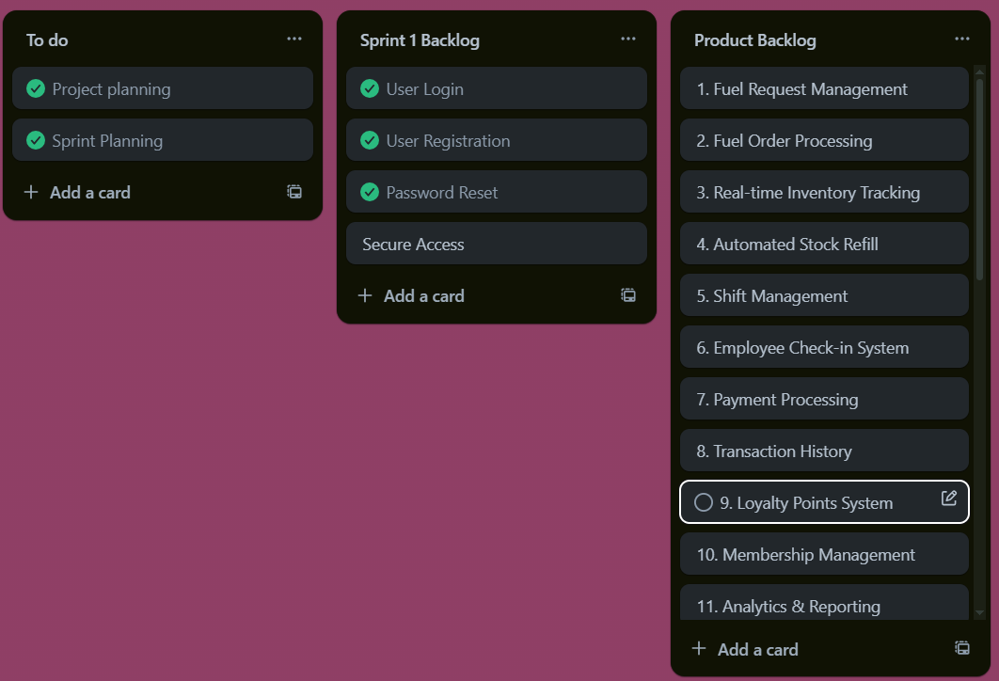 To do
Project planning
Sprint Planning
Add a card
Sprint 1 Backlog
User Login
User Registration
Password Reset
Secure Access
Add a card
Product Backlog
1. Fuel Request Management
2. Fuel Order Processing
3. Real-time Inventory Tracking
4. Automated Stock Refill
5. Shift Management
6. Employee Check-in System
7. Payment Processing
8. Transaction History
9. Loyalty Points System
10. Membership Management
11. Analytics & Reporting
Add a card